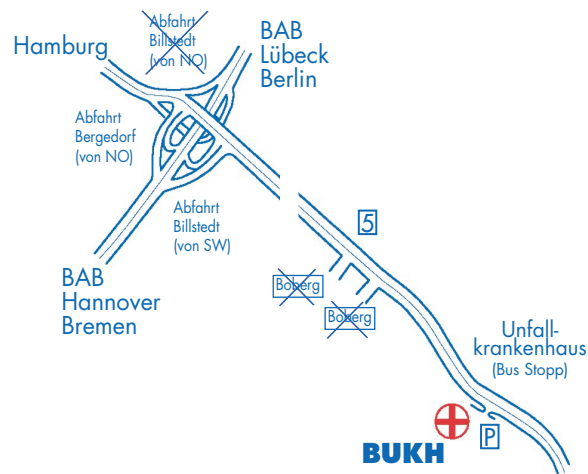 Abfahrt
Billstedt
(von NO)
Hamburg
BAB
Lübeck
Berlin
Abfahrt
Bergedorf
(von NO)
Abfahrt
Billstedt
(von SW)
5
BAB
Hannover
Bremen
Boberg
Boberg
Unfall-
krankenhaus
(Bus Stopp)
P
BUKH